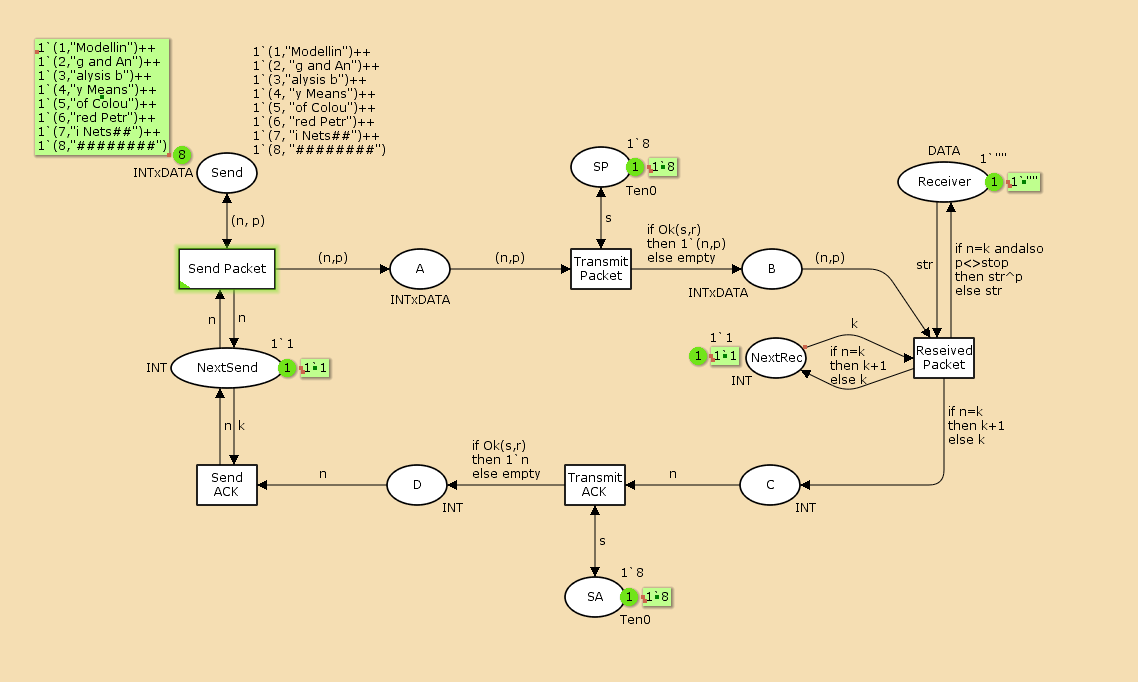 1`(1,"Modellin")++
1`(2,"g and An")++
1`(3,"alysis b")++
1`(4,"y Means")++
1`(5,"of Colou")++
1`(6,"red Petr")++
1`(7,"i Nets##")++
1`(8,"########")
8
1`(1,"Modellin")++
1`(2, "g and An")++
1`(3,"alysis b")++
1`(4, "y Means")++
1`(5, "of Colou")++
1`(6, "red Petr")++
1`(7, "i Nets##")++
1`(8, "########")
INTxDATA
Send
(n, p)
Send Packet
(n,p)
A
INTxDATA
(n,p)
1`8
SP
1
1`8
Ten0
s
Transmit
Packet
if Ok(s,r)
then 1`(n,p)
else empty
B
INTxDATA
(n,p)
DATA
1`""
Receiver
1
1`""
str
if n=k andalso
p<>stop
then str^p
else str
n
n
1`1
INT
NextSend
1
1`1
1`1
1
1`1
NextRec
INT
k
if n=k
then k+1
else k
Reseived
Packet
if n=k
then k+1
else k
n
k
Send
ACK
n
D
INT
if Ok(s,r)
then 1`n
else empty
Transmit
ACK
n
C
INT
s
1`8
SA
1
1`8
Ten0